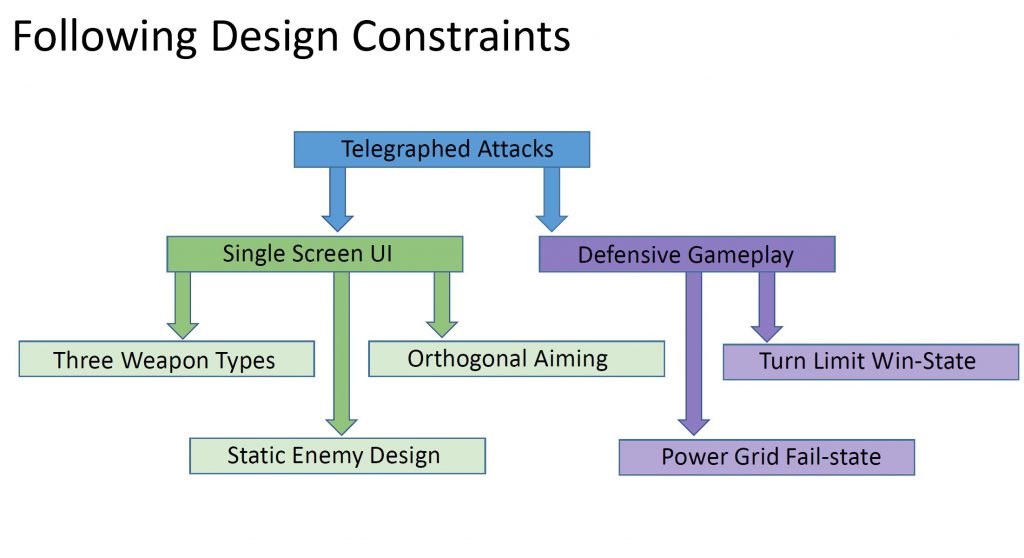 Following Design Constraints
Telegraphed Attacks
Single Screen UI
Defensive Gameplay
Three Weapon Types
Orthogonal Aiming
Turn Limit Win-State
Static Enemy Design
Power Grid Fail-state